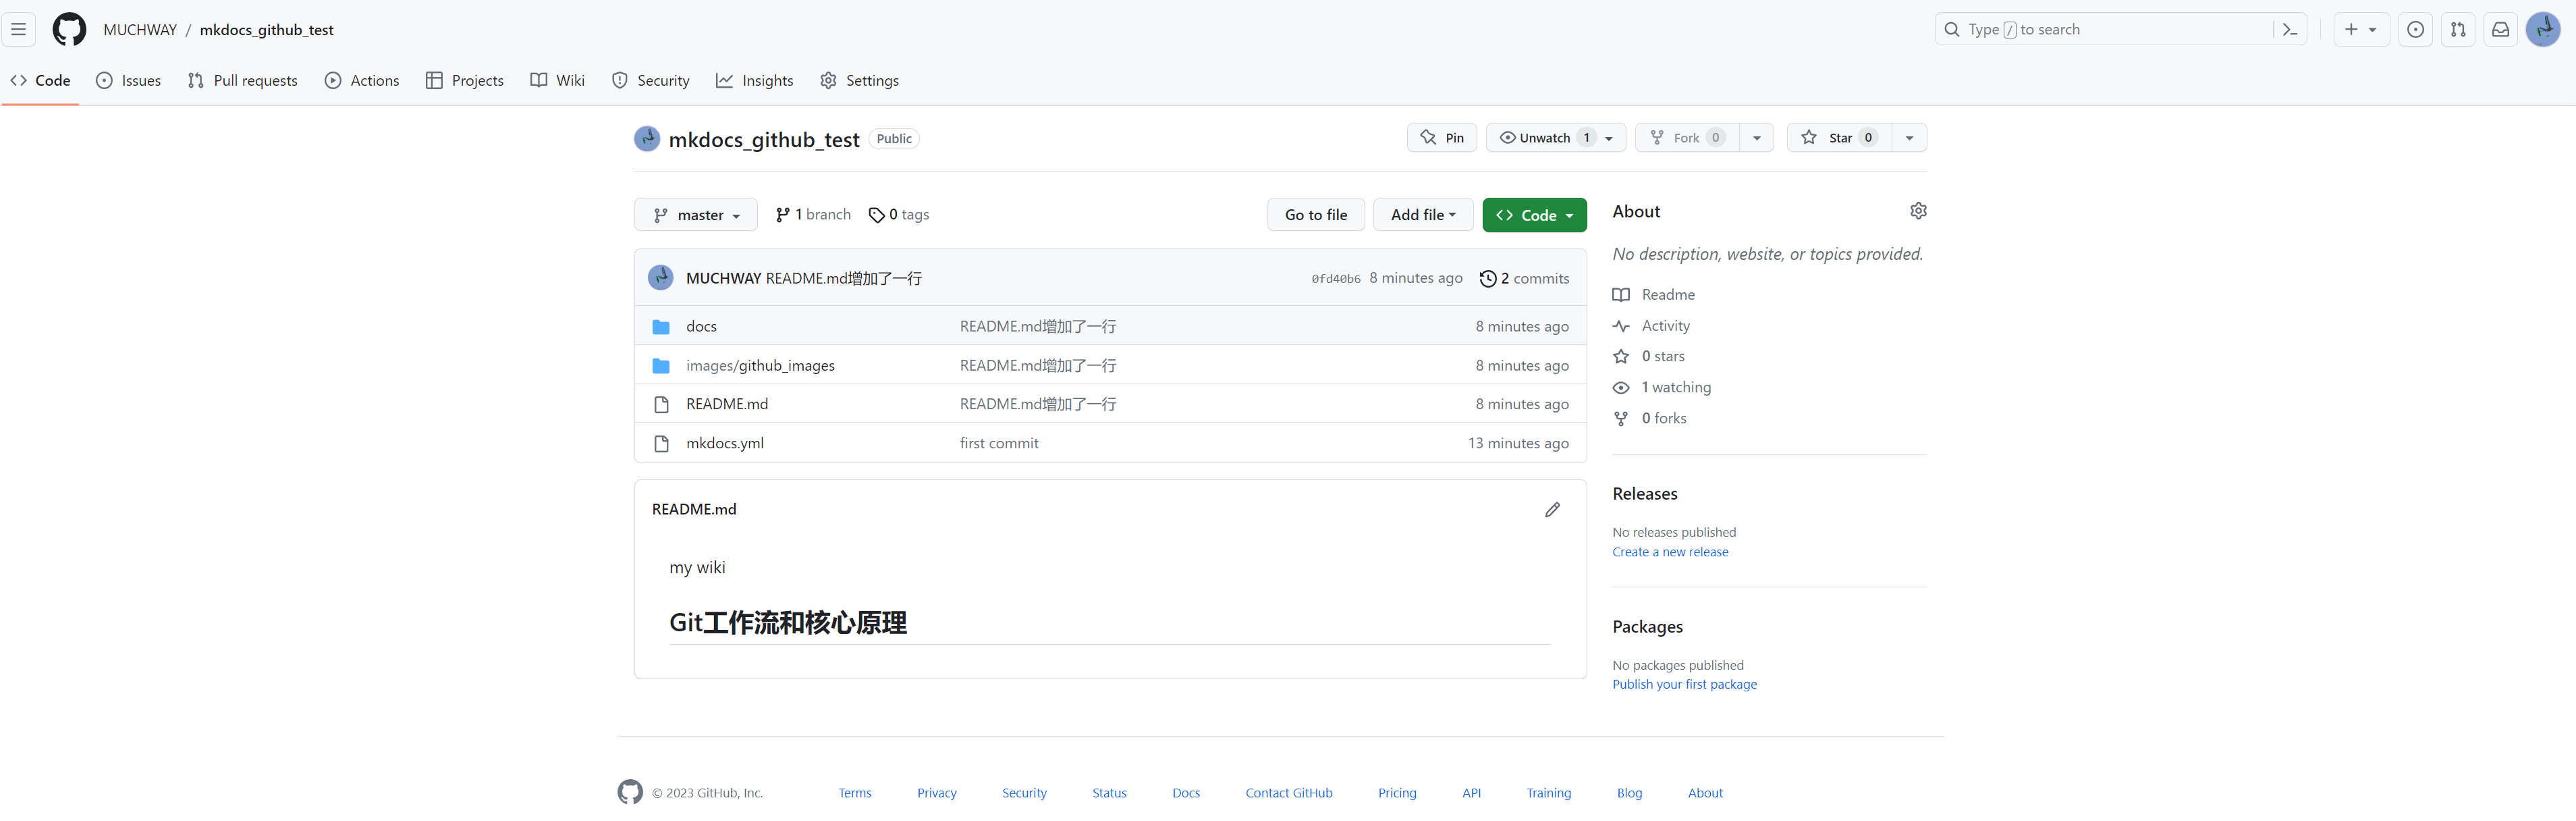 MUCHWAY / mkdocs_github_test
Type / to search
Code Issues Pull requests Actions Projects Wiki Security Insights Settings
mkdocs_github_test Public
Pin Unwatch 1 Fork 0 Star 0
master 1 branch 0 tags Go to file Add file Code
MUCHWAY README.md增加了一行 0fd40b6 8 minutes ago 2 commits
docs README.md增加了一行 8 minutes ago
images/github_images README.md增加了一行 8 minutes ago
README.md README.md增加了一行 8 minutes ago
mkdocs.yml first commit 13 minutes ago
README.md
my wiki
Git工作流和核心原理
About
No description, website, or topics provided.
Readme
Activity
0 stars
1 watching
0 forks
Releases
No releases published
Create a new release
Packages
No packages published
Publish your first package
© 2023 GitHub, Inc. Terms Privacy Security Status Docs Contact GitHub Pricing API Training Blog About